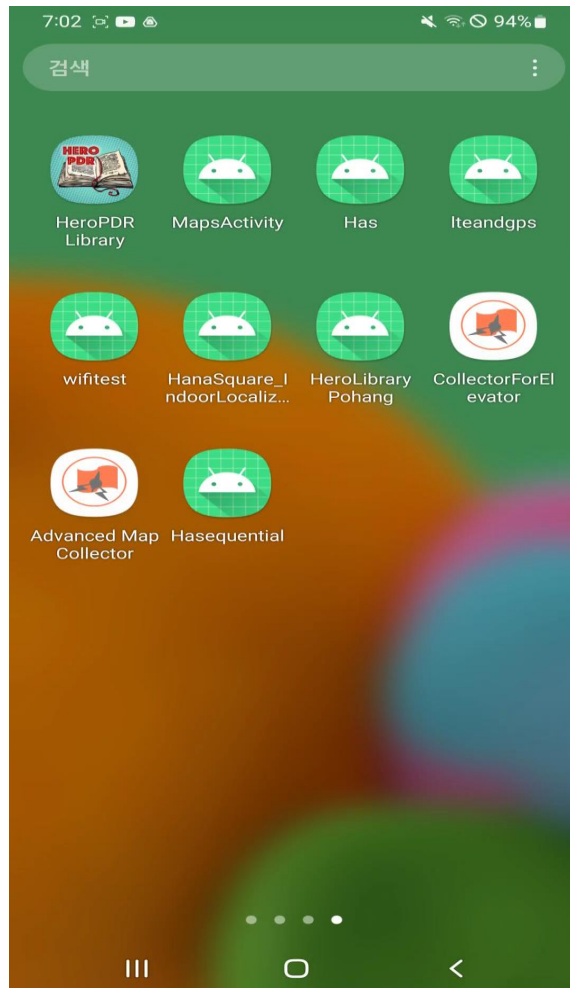 7:02 94%
검색
HERO
PDR
HeroPDR
Library
MapsActivity
Has
lteandgps
wifitest
HanaSquare_I
ndoorLocaliz...
HeroLibrary
Pohang
CollectorForEl
evator
Advanced Map
Collector
Hasequential